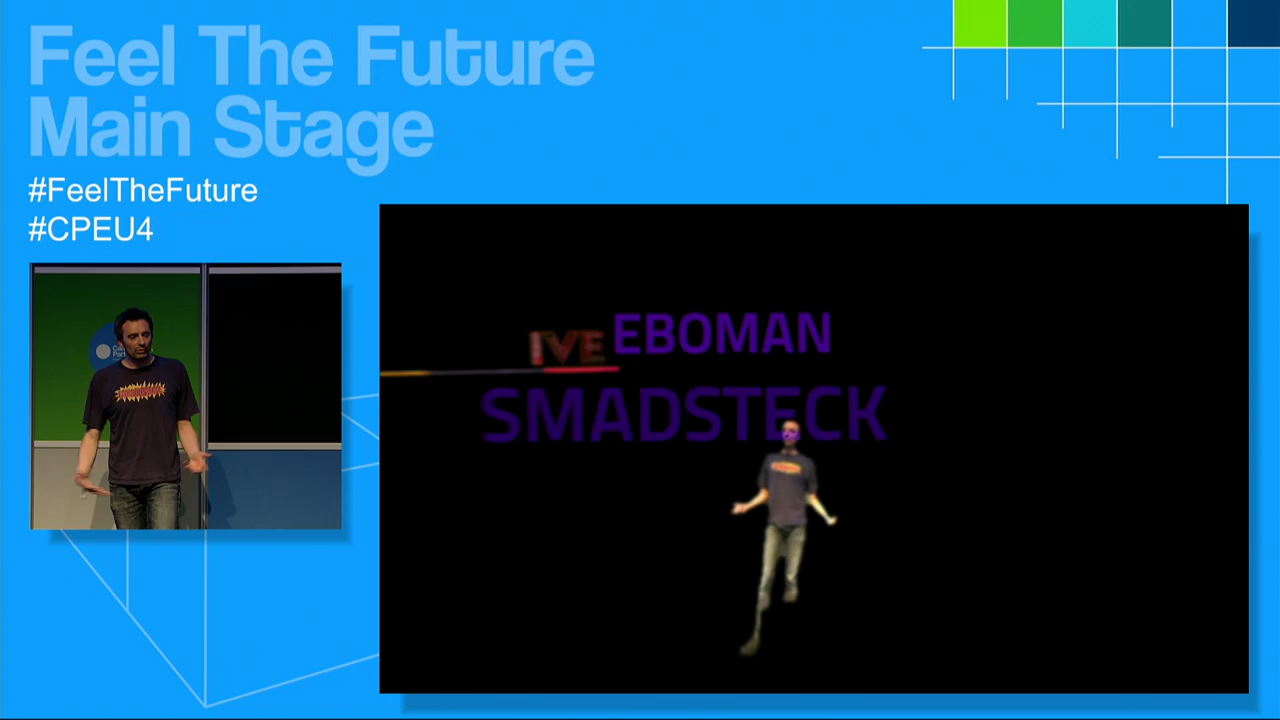 Feel The Future
Main Stage
#FeelTheFuture
#CPEU4
IVE EBOMAN
SMADSTECK